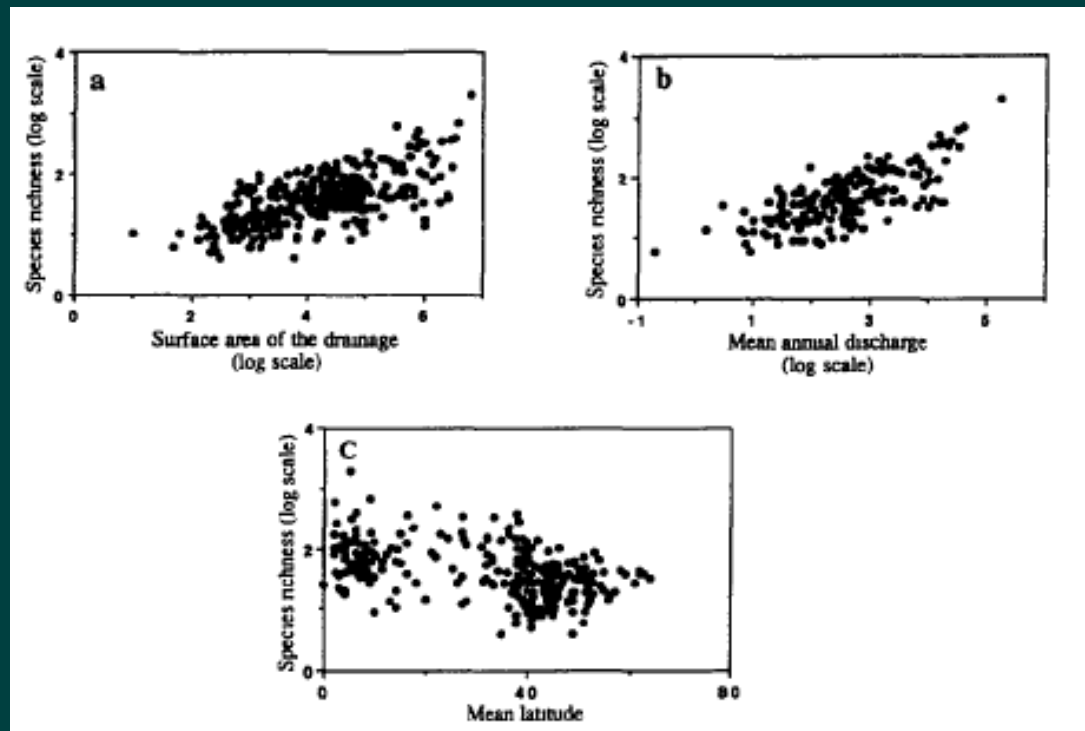 a
Species richness (log scale)
4
2
0
0 2 4 6
Surface area of the drainage
(log scale)
b
Species richness (log scale)
4
2
0
-1 1 3 5
Mean annual discharge
(log scale)
C
Species richness (log scale)
4
2
0
0 40 80
Mean latitude